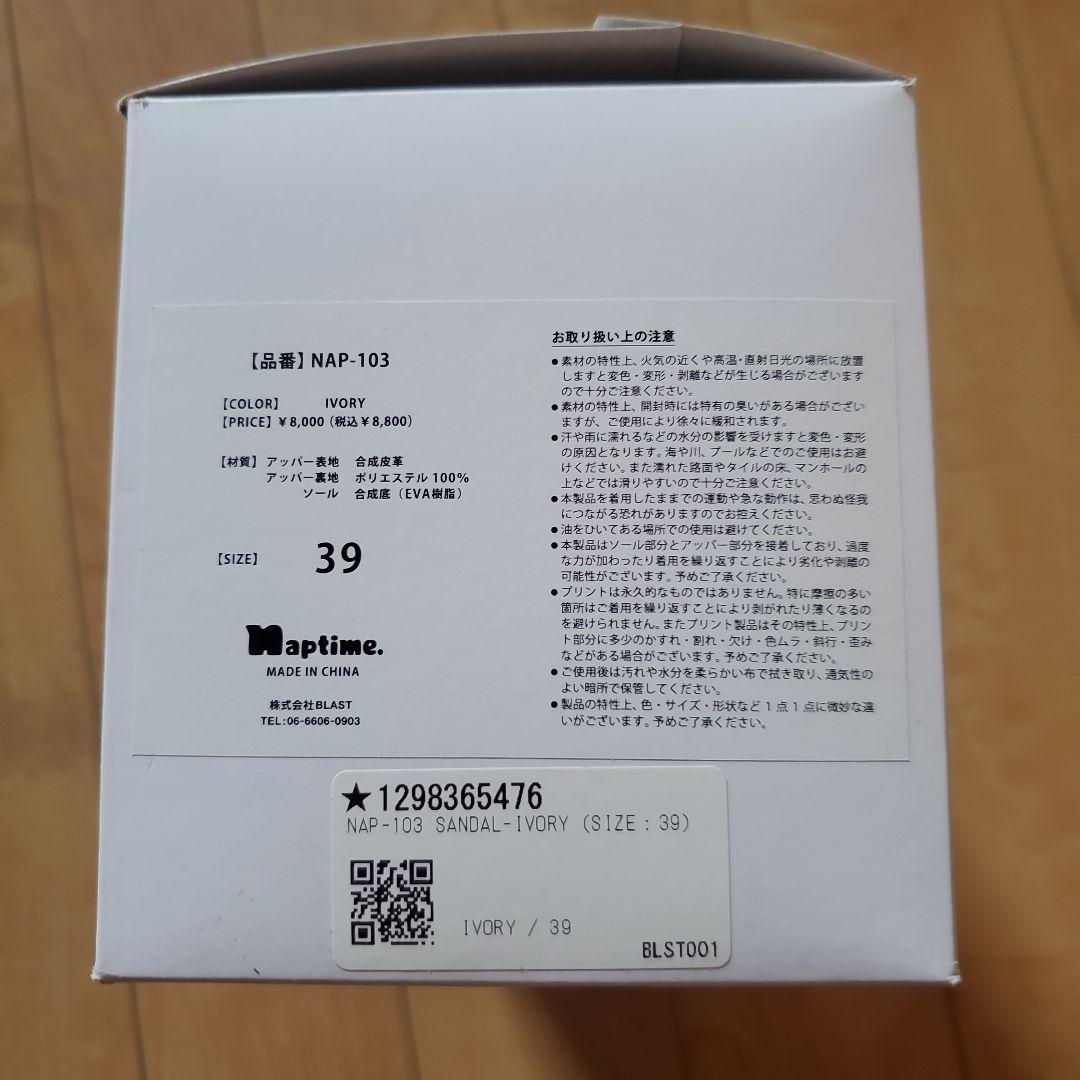 【品番】NAP-103
【COLOR】 IVORY
【PRICE】￥8,000（税込￥8,800）
【材質】アッパー表地 合成皮革
アッパー裏地 ポリエステル100%
ソール 合成底（EVA樹脂）
【SIZE】 39
Naptime.
MADE IN CHINA
株式会社BLAST
TEL：06-6606-0903
お取り扱い上の注意
●素材の特性上、火気の近くや高温・直射日光の場所に放置
しますと変色・変形・剥離などが生じる場合がございます
ので十分ご注意ください。
●素材の特性上、開封時には特有の臭いがある場合がござい
ますが、ご使用により徐々に緩和されます。
●汗や雨に濡れるなどの水分の影響を受けますと変色・変形
の原因となります。海や川、プールなどでのご使用はお避
けください。また濡れた路面やタイルの床、マンホールの
上などでは滑りやすいので十分ご注意ください。
●本製品を着用したままでの運動や急な動作は、思わぬ怪我
につながる恐れがありますのでお控えください。
●油をひいてある場所での使用は避けてください。
●本製品はソール部分とアッパー部分を接着しており、過度
な力が加わったり着用を繰り返すことにより劣化や剥離の
可能性がございます。予めご了承ください。
●プリントは永久的なものではありません。特に摩擦の多い
箇所はご着用を繰り返すことにより剥がれたり薄くなるの
を避けられません。またプリント製品はその特性上、プリン
ト部分に多少のかすれ・割れ・欠け・色ムラ・斜行・歪み
などがある場合がございます。予めご了承ください。
●ご使用後は汚れや水分を柔らかい布で拭き取り、通気性の
よい暗所で保管してください。
●製品の特性上、色・サイズ・形状など1点1点に微妙な違
いがございます。予めご了承ください。
★1298365476
NAP-103 SANDAL-IVORY (SIZE：39)
IVORY / 39
BLST001